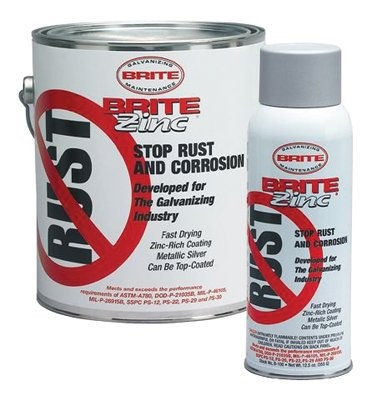 GALVANIZING
BRITE
MAINTENANCE
BRITE
Zinc
RUST
STOP RUST
AND CORROSION
Developed for
The Galvanizing
Industry
Fast Drying
Zinc-Rich Coating
Metallic Silver
Can Be Top-Coated
Meets and exceeds the performance
requirements of ASTM-A780, DOD-P-21035B, MIL-P-46105,
MIL-P-26915B, SSPC PS-12, PS-22, PS-29 and PS-30
GALVANIZING
BRITE
MAINTENANCE
BRITE
Zinc
RUST
STOP RUST
AND CORROSION
Developed for
The Galvanizing
Industry
Fast Drying
Zinc-Rich Coating
Metallic Silver
Can Be Top-Coated